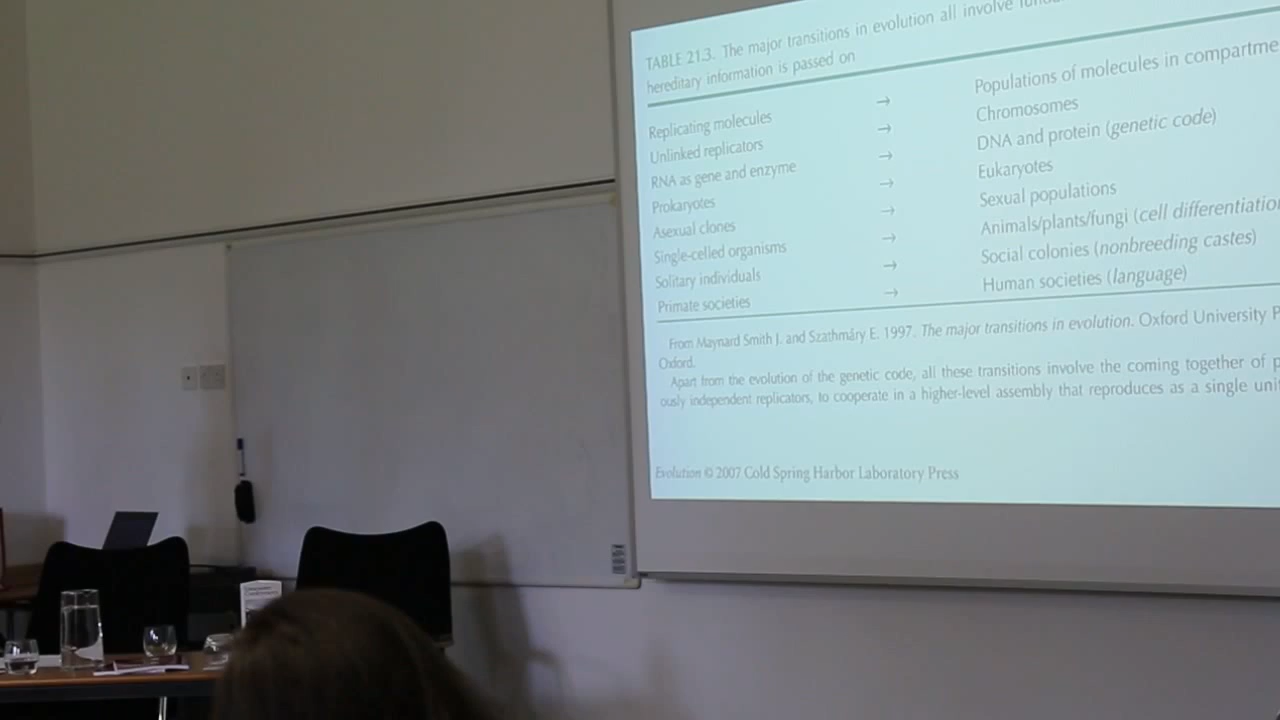 TABLE 21.3. The major transitions in evolution all involve
hereditary information is passed on
Replicating molecules → Populations of molecules in
Unlinked replicators → Chromosomes
RNA as gene and enzyme → DNA and protein (genetic code)
Prokaryotes → Eukaryotes
Asexual clones → Sexual populations
Single-celled organisms → Animals/plants/fungi (cell
Solitary individuals → Social colonies (nonbreeding castes)
Primate societies → Human societies (language)
From Maynard Smith J. and Szathmáry E. 1997. The major transitions in evolution. Oxford University
Oxford.
Apart from the evolution of the genetic code, all these transitions involve the coming together of
ously independent replicators, to cooperate in a higher-level assembly that reproduces as a single
Evolution © 2007 Cold Spring Harbor Laboratory Press